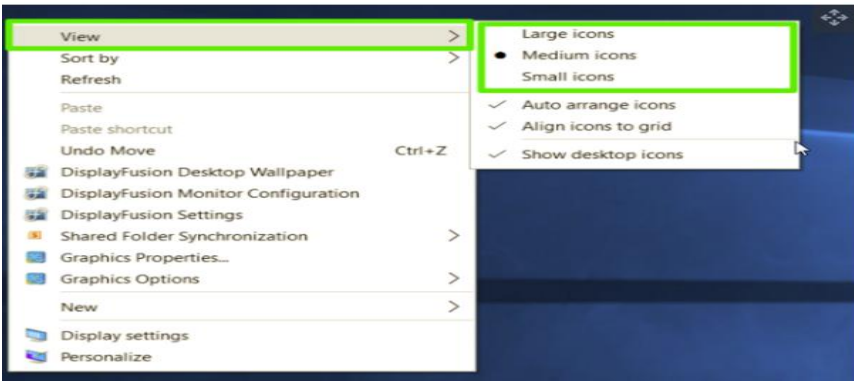 View
Sort by
Refresh
Paste
Paste shortcut
Undo Move Ctrl+Z
DisplayFusion Desktop Wallpaper
DisplayFusion Monitor Configuration
DisplayFusion Settings
Shared Folder Synchronization
Graphics Properties...
Graphics Options
New
Display settings
Personalize
Large icons
Medium icons
Small icons
Auto arrange icons
Align icons to grid
Show desktop icons